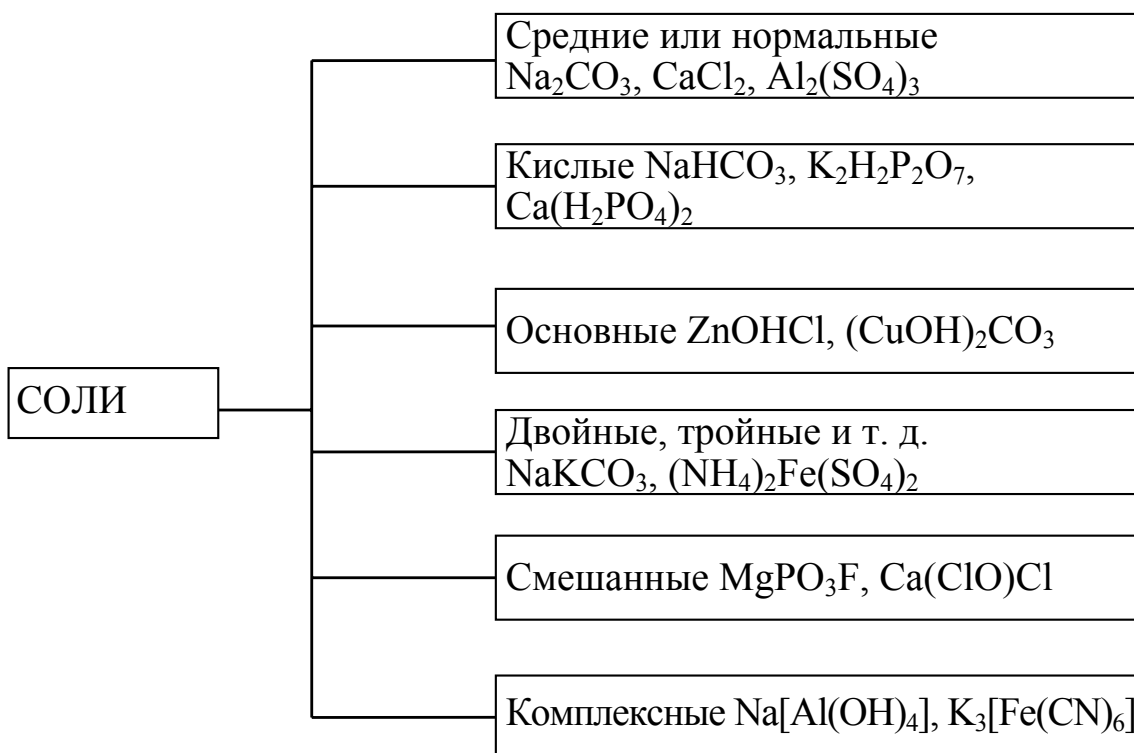 СОЛИ
Средние или нормальные
Na₂CO₃, CaCl₂, Al₂(SO₄)₃
Кислые NaHCO₃, K₂H₂P₂O₇,
Ca(H₂PO₄)₂
Основные ZnOHCl, (CuOH)₂CO₃
Двойные, тройные и т. д.
NaKCO₃, (NH₄)₂Fe(SO₄)₂
Смешанные MgPO₃F, Ca(ClO)Cl
Комплексные Na[Al(OH)₄], K₃[Fe(CN)₆]